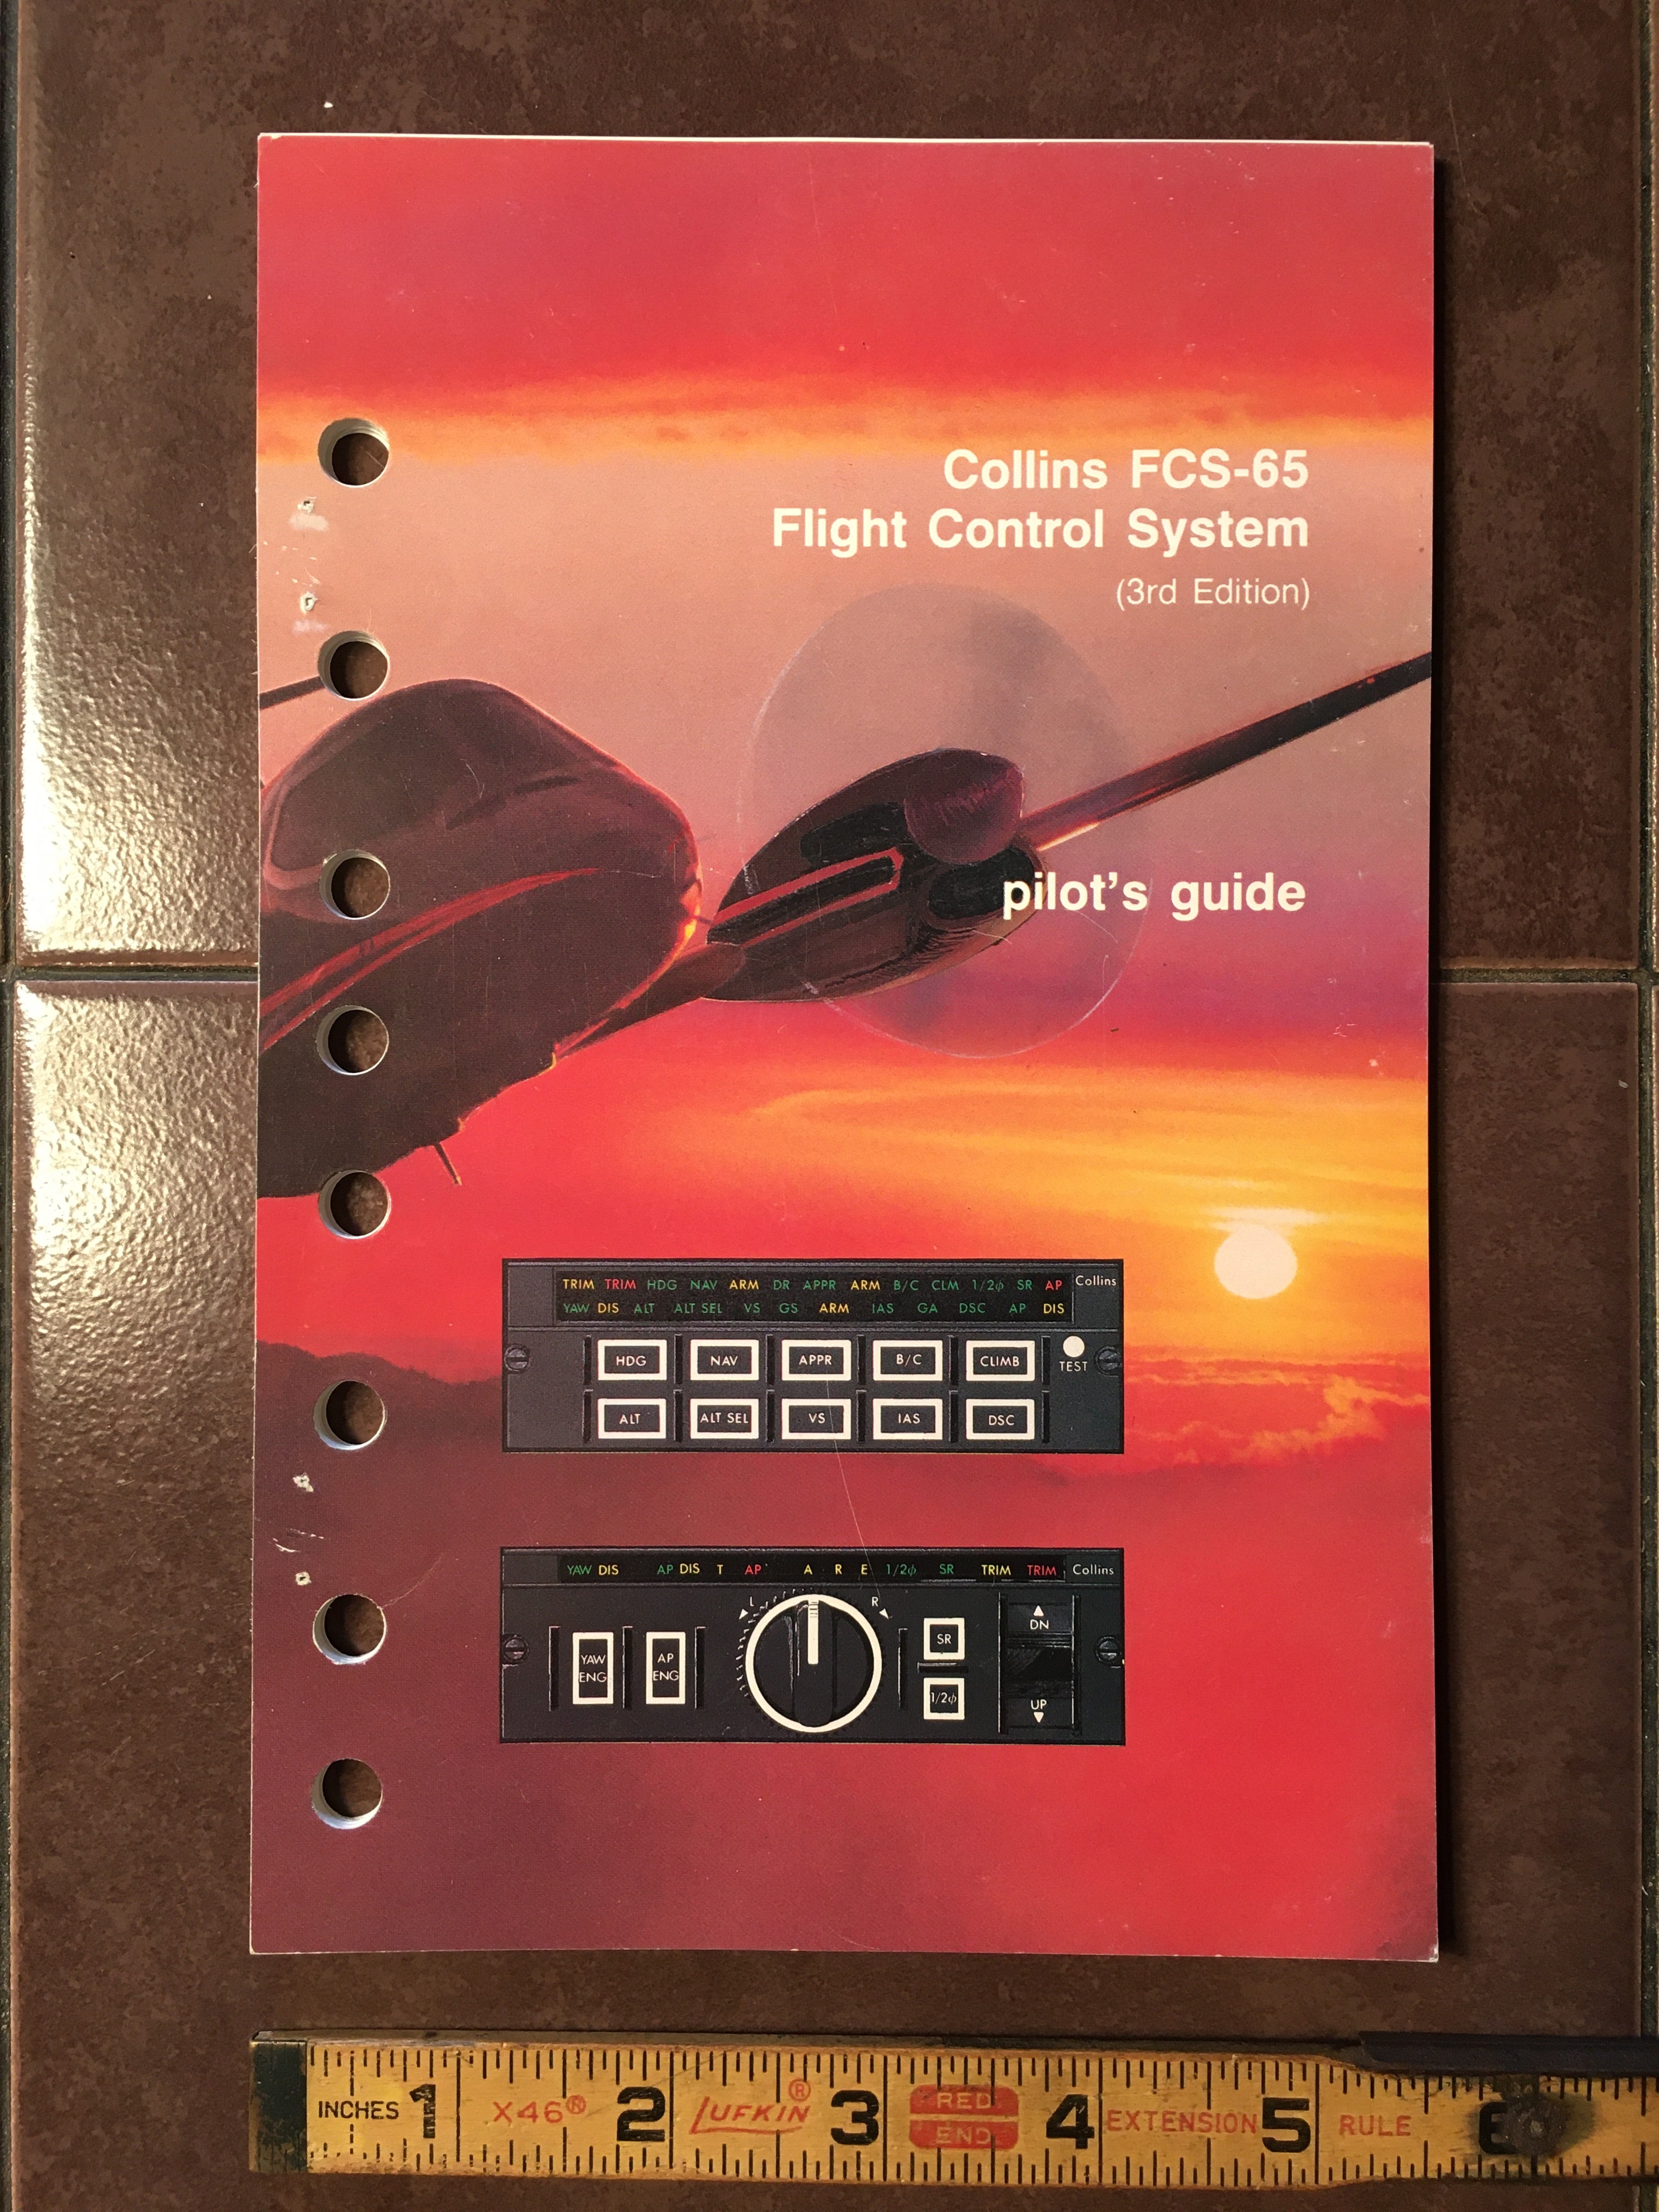 Collins FCS-65
Flight Control System
(3rd Edition)
pilot's guide
TRIM TRIM HDG NAV ARM DR APPR ARM B/C CLM 1/2ϕ SR AP Collins
YAW DIS ALT ALT SEL VS GS ARM IAS GA DSC AP DIS
HDG NAV APPR B/C CLIMB TEST
ALT ALT SEL VS IAS DSC
YAW DIS AP DIS T AP A R E 1/2ϕ SR TRIM TRIM Collins
L R
YAW ENG AP ENG SR 1/2ϕ
▲ DN
UP ▼
INCHES 1 X46® 2 LUFKIN® 3 RED END 4 EXTENSION 5 RULE 6